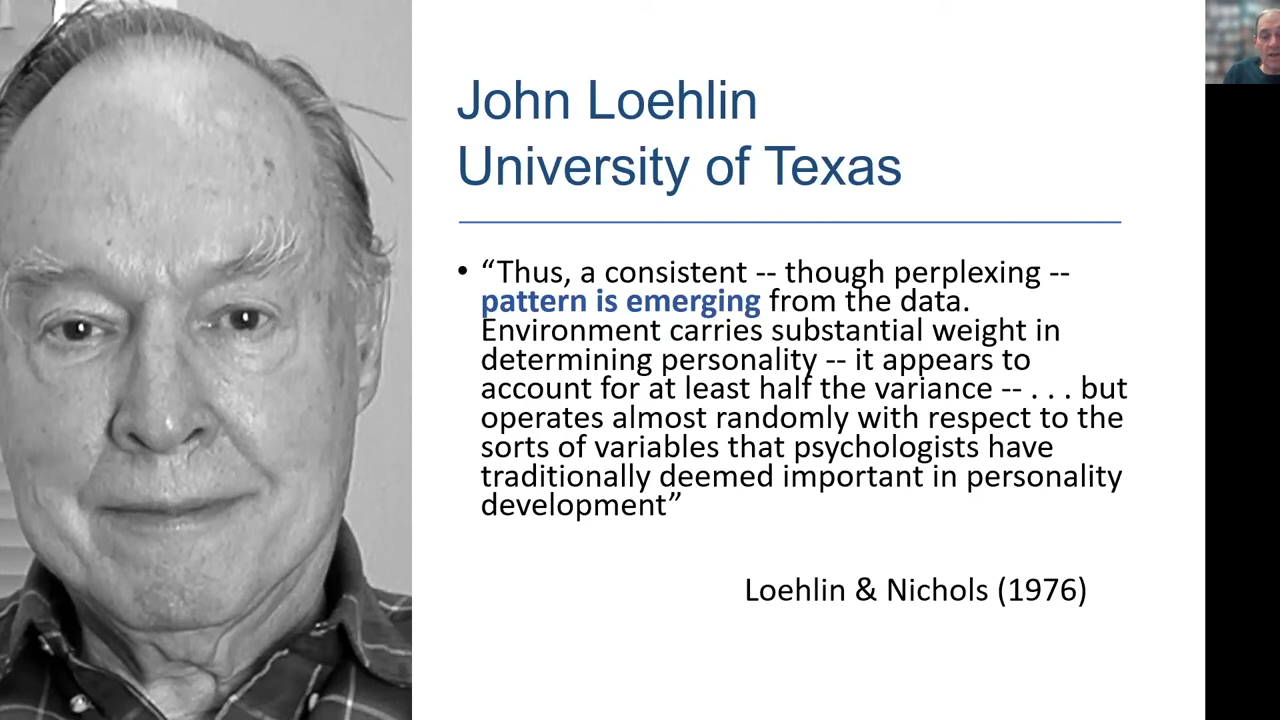 John Loehlin
University of Texas
• “Thus, a consistent -- though perplexing --
pattern is emerging from the data.
Environment carries substantial weight in
determining personality -- it appears to
account for at least half the variance -- . . . but
operates almost randomly with respect to the
sorts of variables that psychologists have
traditionally deemed important in personality
development”
Loehlin & Nichols (1976)